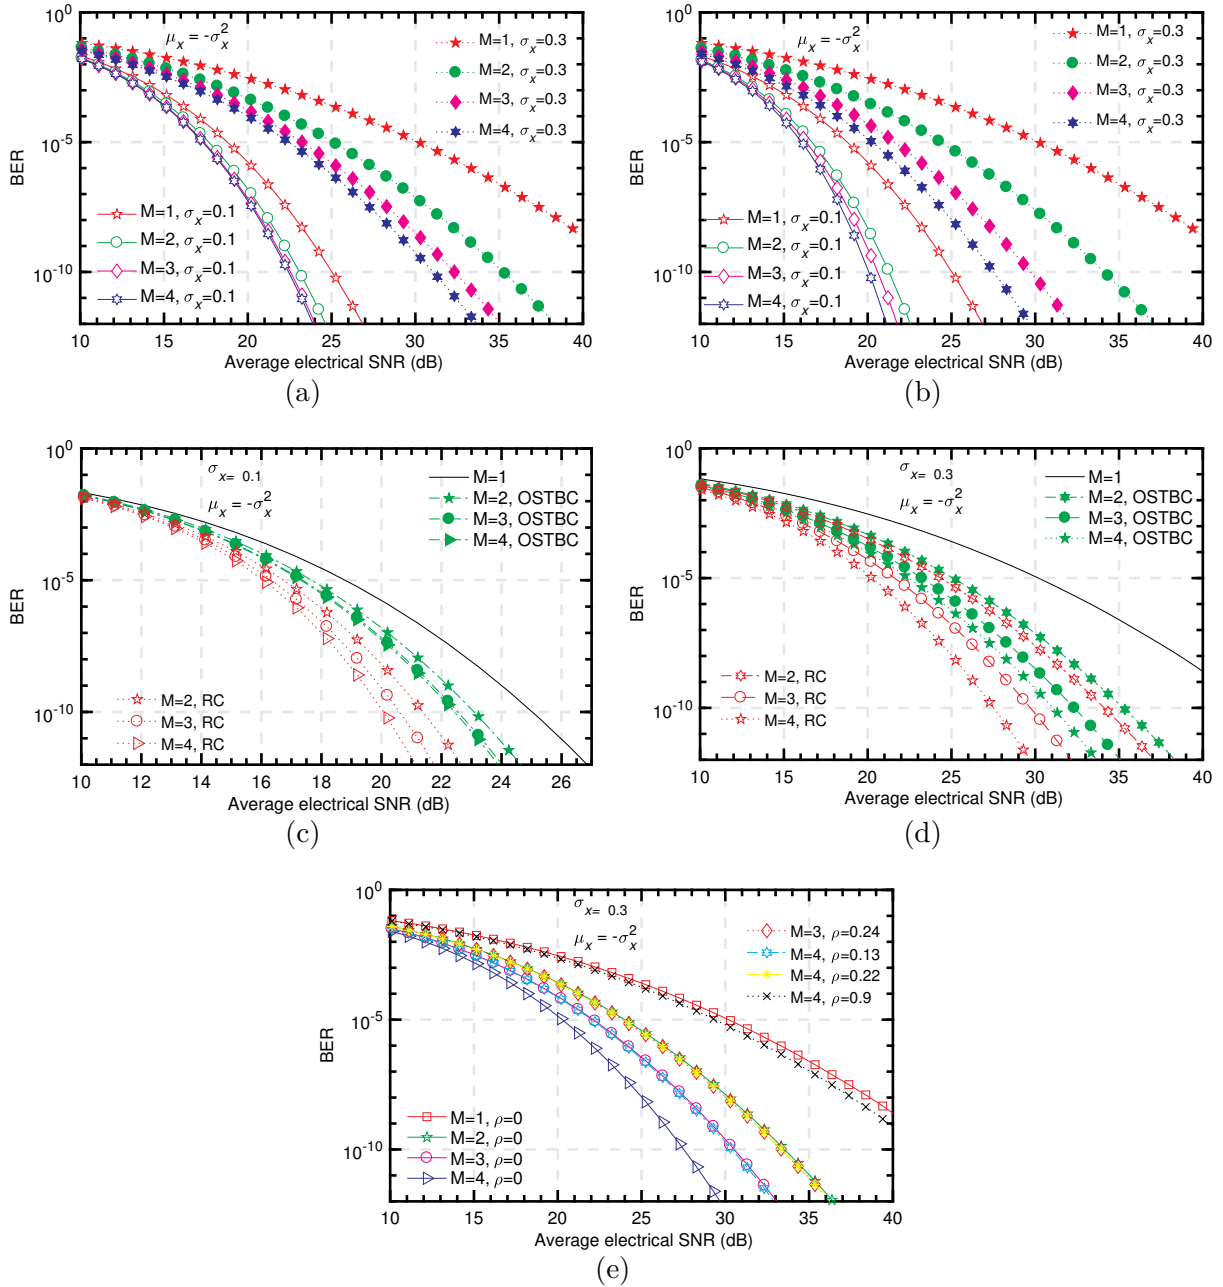 10^0
10^-5
10^-10
BER
μ_x = -σ_x^2
M=1, σ_x=0.3
M=2, σ_x=0.3
M=3, σ_x=0.3
M=4, σ_x=0.3
M=1, σ_x=0.1
M=2, σ_x=0.1
M=3, σ_x=0.1
M=4, σ_x=0.1
10 15 20 25 30 35 40
Average electrical SNR (dB)
(a)
10^0
10^-5
10^-10
BER
μ_x = -σ_x^2
M=1, σ_x=0.3
M=2, σ_x=0.3
M=3, σ_x=0.3
M=4, σ_x=0.3
M=1, σ_x=0.1
M=2, σ_x=0.1
M=3, σ_x=0.1
M=4, σ_x=0.1
10 15 20 25 30 35 40
Average electrical SNR (dB)
(b)
10^0
10^-5
10^-10
BER
σ_x= 0.1
μ_x = -σ_x^2
M=1
M=2, OSTBC
M=3, OSTBC
M=4, OSTBC
M=2, RC
M=3, RC
M=4, RC
10 12 14 16 18 20 22 24 26
Average electrical SNR (dB)
(c)
10^0
10^-5
10^-10
BER
σ_x= 0.3
μ_x = -σ_x^2
M=1
M=2, OSTBC
M=3, OSTBC
M=4, OSTBC
M=2, RC
M=3, RC
M=4, RC
10 15 20 25 30 35 40
Average electrical SNR (dB)
(d)
10^0
10^-5
10^-10
BER
σ_x= 0.3
μ_x = -σ_x^2
M=3, ρ=0.24
M=4, ρ=0.13
M=4, ρ=0.22
M=4, ρ=0.9
M=1, ρ=0
M=2, ρ=0
M=3, ρ=0
M=4, ρ=0
10 15 20 25 30 35 40
Average electrical SNR (dB)
(e)